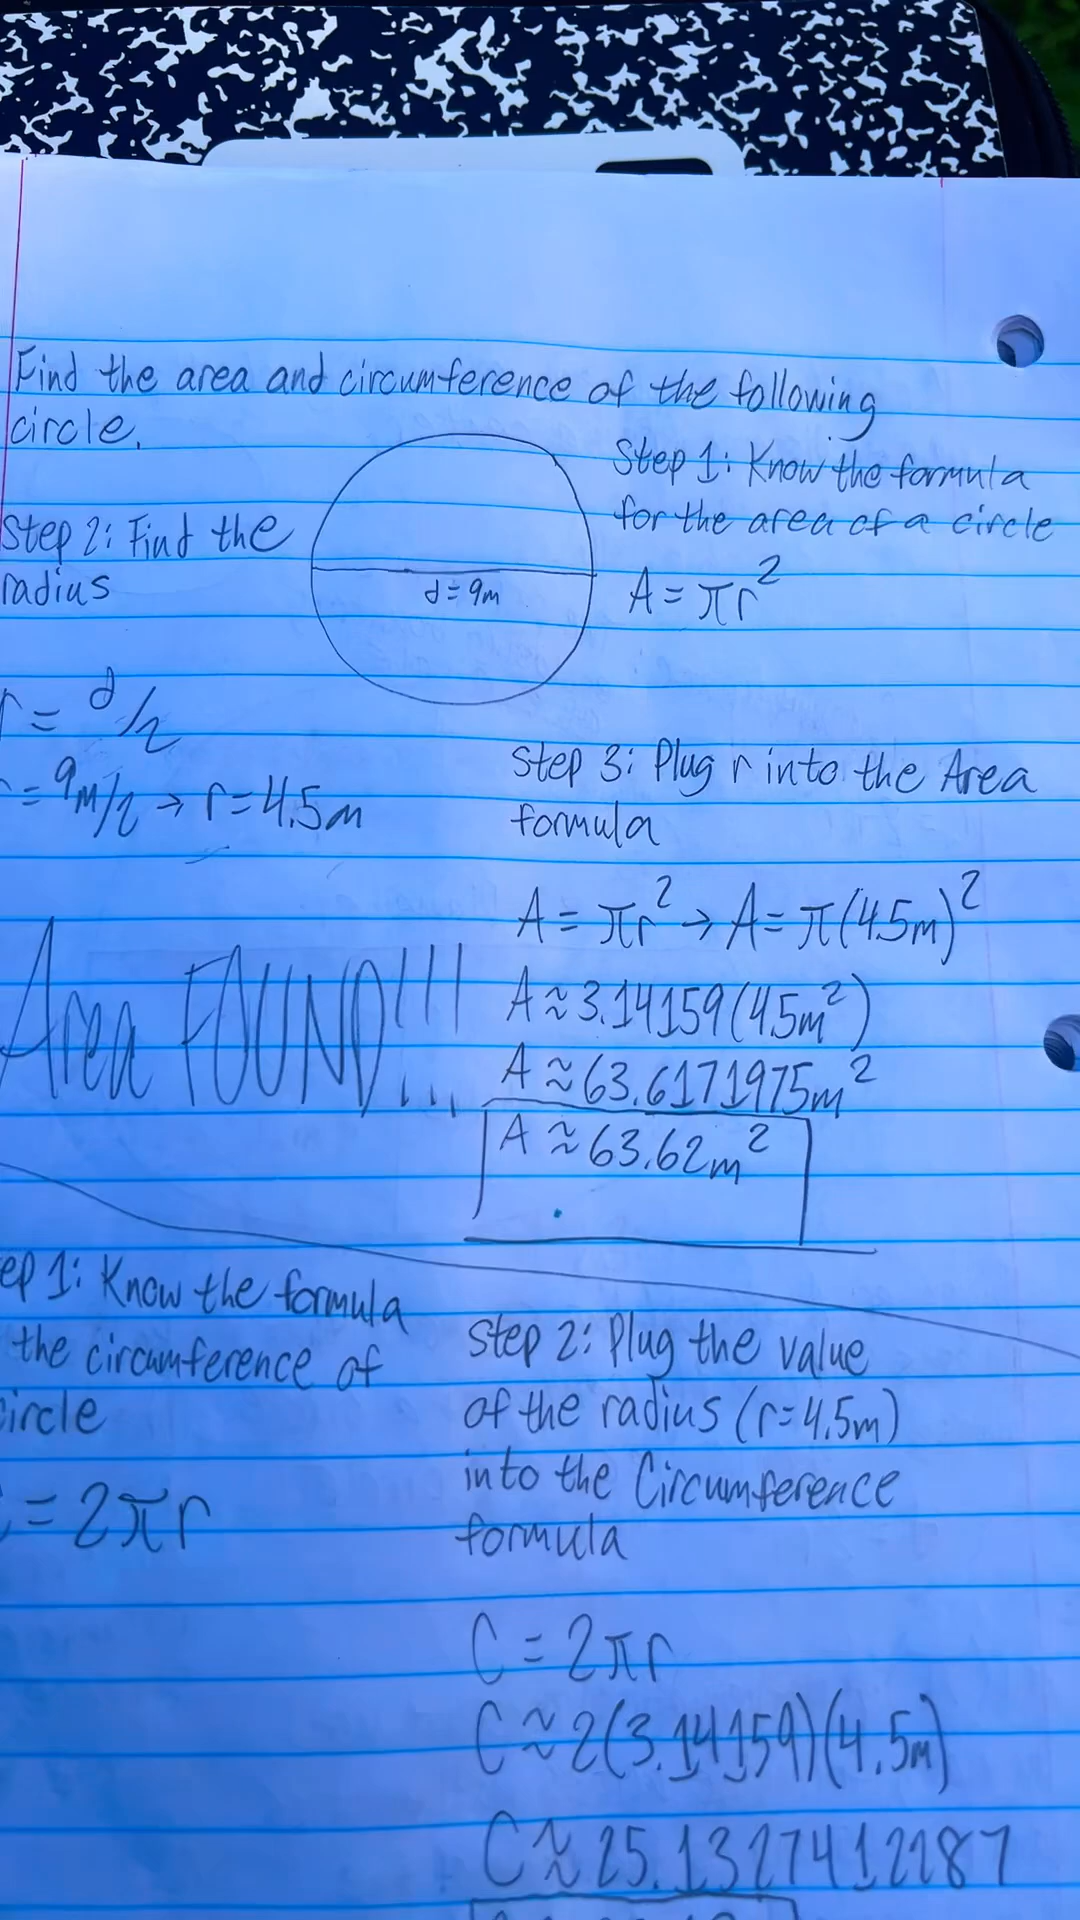 Find the area and circumference of the following
circle.
Step 1: Know the formula
for the area of a circle
A = πr²
d = 9m
Step 2: Find the
radius
r = d/2
r = 9m/2 → r = 4.5m
Step 3: Plug r into the Area
formula
A = πr² → A = π(4.5m)²
A ≈ 3.14159(4.5m²)
A ≈ 63.6171975m²
A ≈ 63.62m²
Area FOUND!!!
ep 1: Know the formula
the circumference of
circle
= 2πr
Step 2: Plug the value
of the radius (r=4.5m)
into the Circumference
formula
C = 2πr
C ≈ 2(3.14159)(4.5m)
C ≈ 25.1327412287